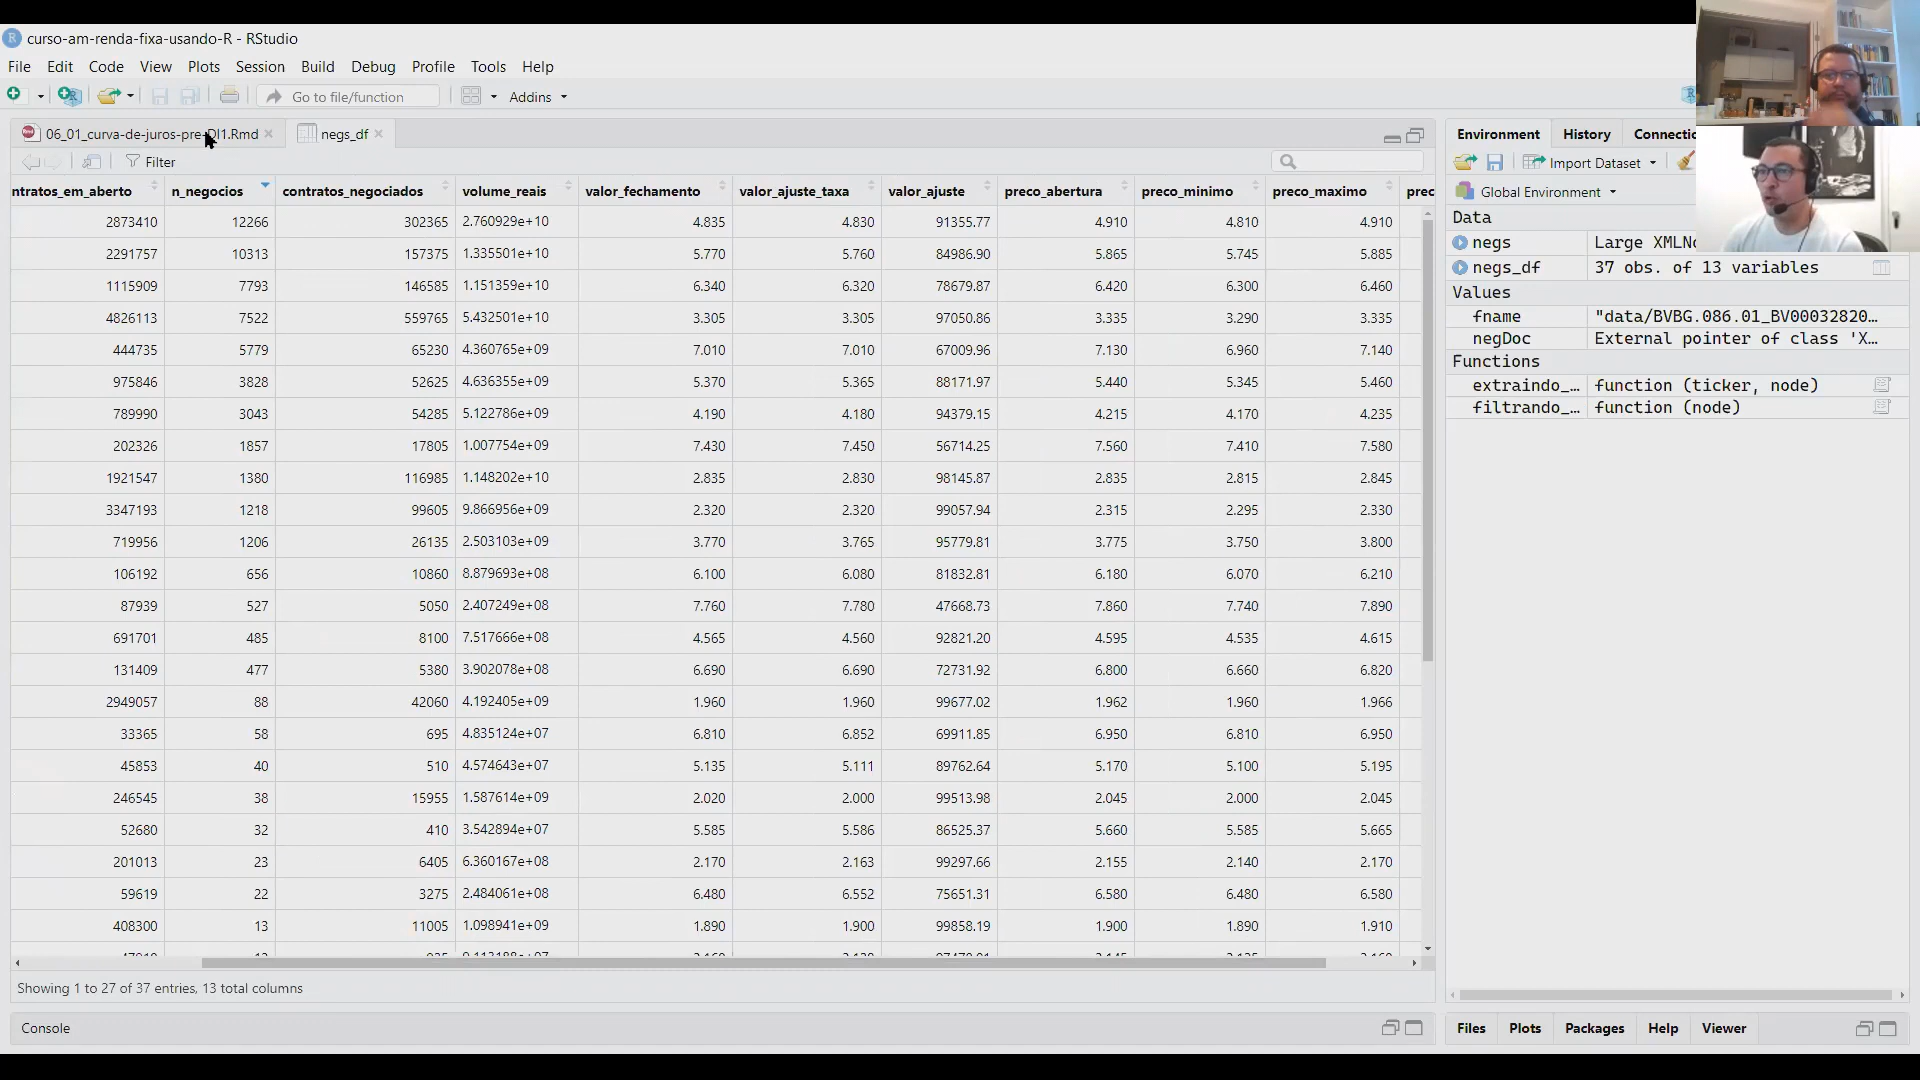 curso-am-renda-fixa-usando-R - RStudio
File Edit Code View Plots Session Build Debug Profile Tools Help
Go to file/function Addins
06_01_curva-de-juros-pre-DI1.Rmd negs_df
Filter
ntratos_em_aberto n_negocios contratos_negociados volume_reais valor_fechamento valor_ajuste_taxa valor_ajuste preco_abertura preco_minimo preco_maximo prec
2873410 12266 302365 2.760929e+10 4.835 4.830 91355.77 4.910 4.810 4.910
2291757 10313 157375 1.335501e+10 5.770 5.760 84986.90 5.865 5.745 5.885
1115909 7793 146585 1.151359e+10 6.340 6.320 78679.87 6.420 6.300 6.460
4826113 7522 559765 5.432501e+10 3.305 3.305 97050.86 3.335 3.290 3.335
444735 5779 65230 4.360765e+09 7.010 7.010 67009.96 7.130 6.960 7.140
975846 3828 52625 4.636355e+09 5.370 5.365 88171.97 5.440 5.345 5.460
789990 3043 54285 5.122786e+09 4.190 4.180 94379.15 4.215 4.170 4.235
202326 1857 17805 1.007754e+09 7.430 7.450 56714.25 7.560 7.410 7.580
1921547 1380 116985 1.148202e+10 2.835 2.830 98145.87 2.835 2.815 2.845
3347193 1218 99605 9.866956e+09 2.320 2.320 99057.94 2.315 2.295 2.330
719956 1206 26135 2.503103e+09 3.770 3.765 95779.81 3.775 3.750 3.800
106192 656 10860 8.879693e+08 6.100 6.080 81832.81 6.180 6.070 6.210
87939 527 5050 2.407249e+08 7.760 7.780 47668.73 7.860 7.740 7.890
691701 485 8100 7.517666e+08 4.565 4.560 92821.20 4.595 4.535 4.615
131409 477 5380 3.902078e+08 6.690 6.690 72731.92 6.800 6.660 6.820
2949057 88 42060 4.192405e+09 1.960 1.960 99677.02 1.962 1.960 1.966
33365 58 695 4.835124e+07 6.810 6.852 69911.85 6.950 6.810 6.950
45853 40 510 4.574643e+07 5.135 5.111 89762.64 5.170 5.100 5.195
246545 38 15955 1.587614e+09 2.020 2.000 99513.98 2.045 2.000 2.045
52680 32 410 3.542894e+07 5.585 5.586 86525.37 5.660 5.585 5.665
201013 23 6405 6.360167e+08 2.170 2.163 99297.66 2.155 2.140 2.170
59619 22 3275 2.484061e+08 6.480 6.552 75651.31 6.580 6.480 6.580
408300 13 11005 1.098941e+09 1.890 1.900 99858.19 1.900 1.890 1.910
Showing 1 to 27 of 37 entries, 13 total columns
Console
Environment History Connectio
Import Dataset
Global Environment
Data
negs Large XMLNo
negs_df 37 obs. of 13 variables
Values
fname "data/BVBG.086.01_BV00032820…
negDoc External pointer of class 'X…
Functions
extraindo_… function (ticker, node)
filtrando_… function (node)
Files Plots Packages Help Viewer